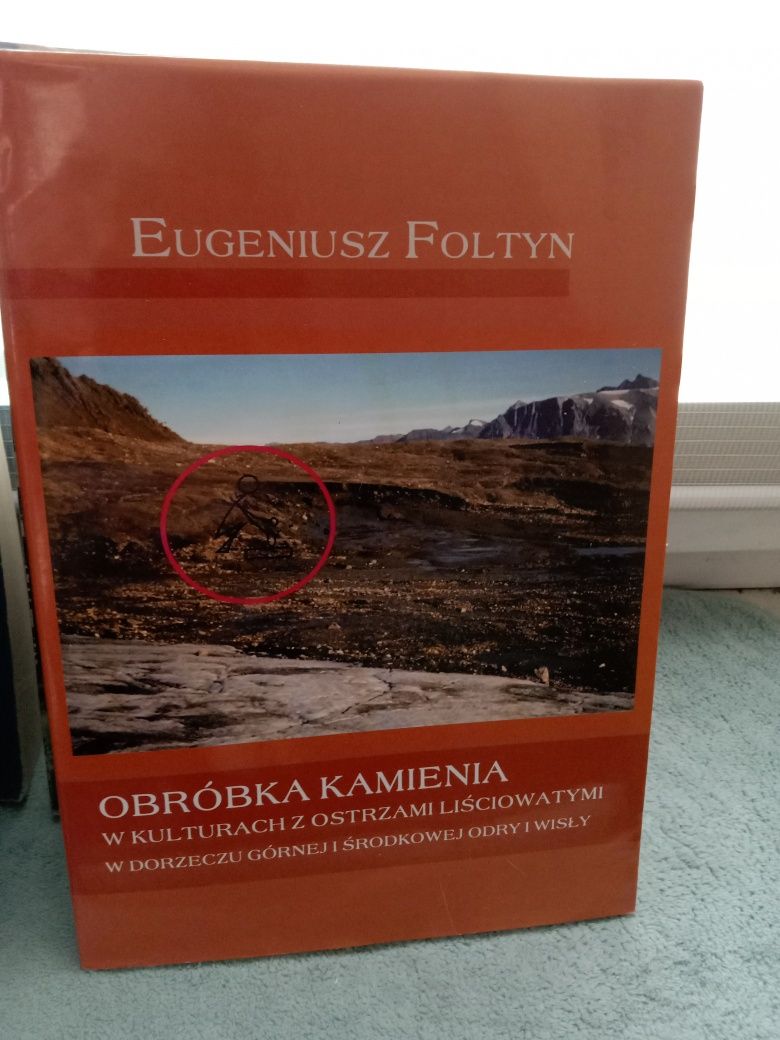 EUGENIUSZ FOLTYN
OBRÓBKA KAMIENIA
W KULTURACH Z OSTRZAMI LIŚCIOWATYMI
W DORZECZU GÓRNEJ I ŚRODKOWEJ ODRY I WISŁY